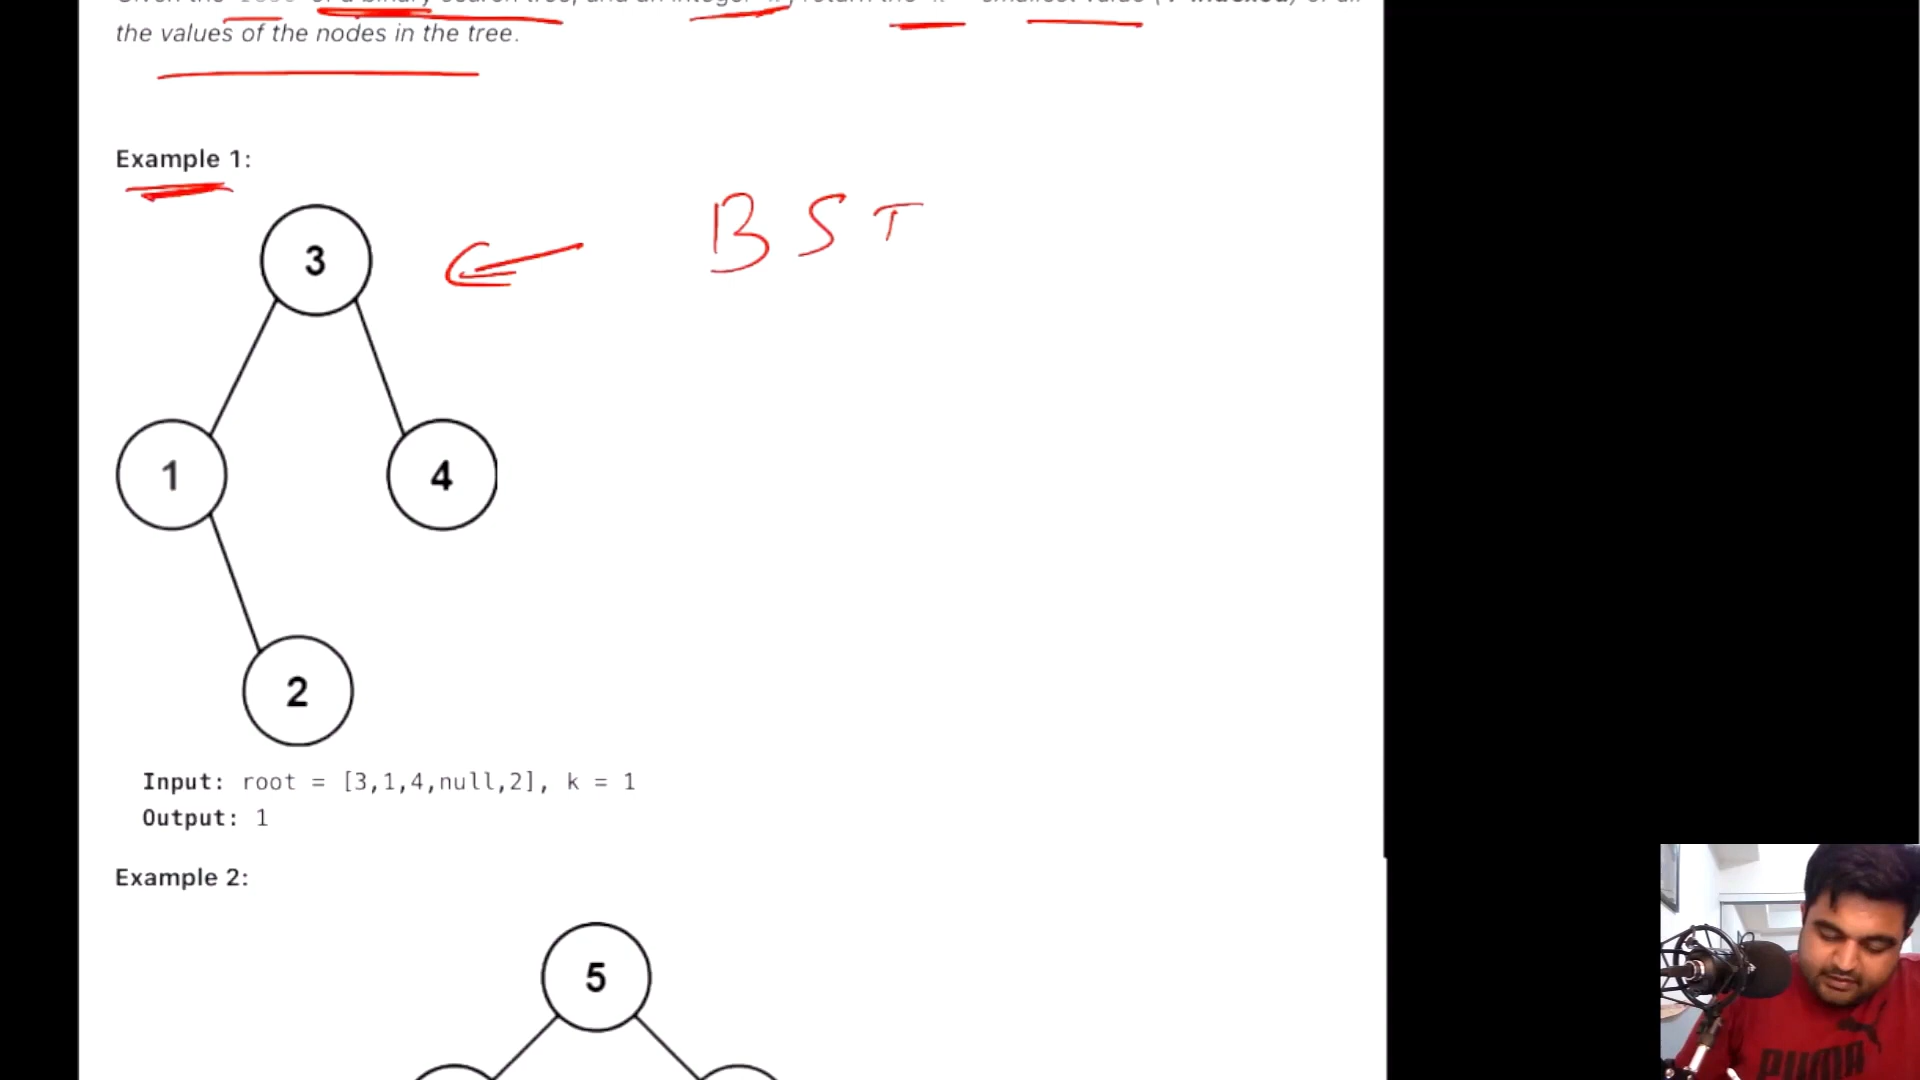 the values of the nodes in the tree.
Example 1:
B S T
3
1
4
2
Input: root = [3,1,4,null,2], k = 1
Output: 1
Example 2:
5
PUMA